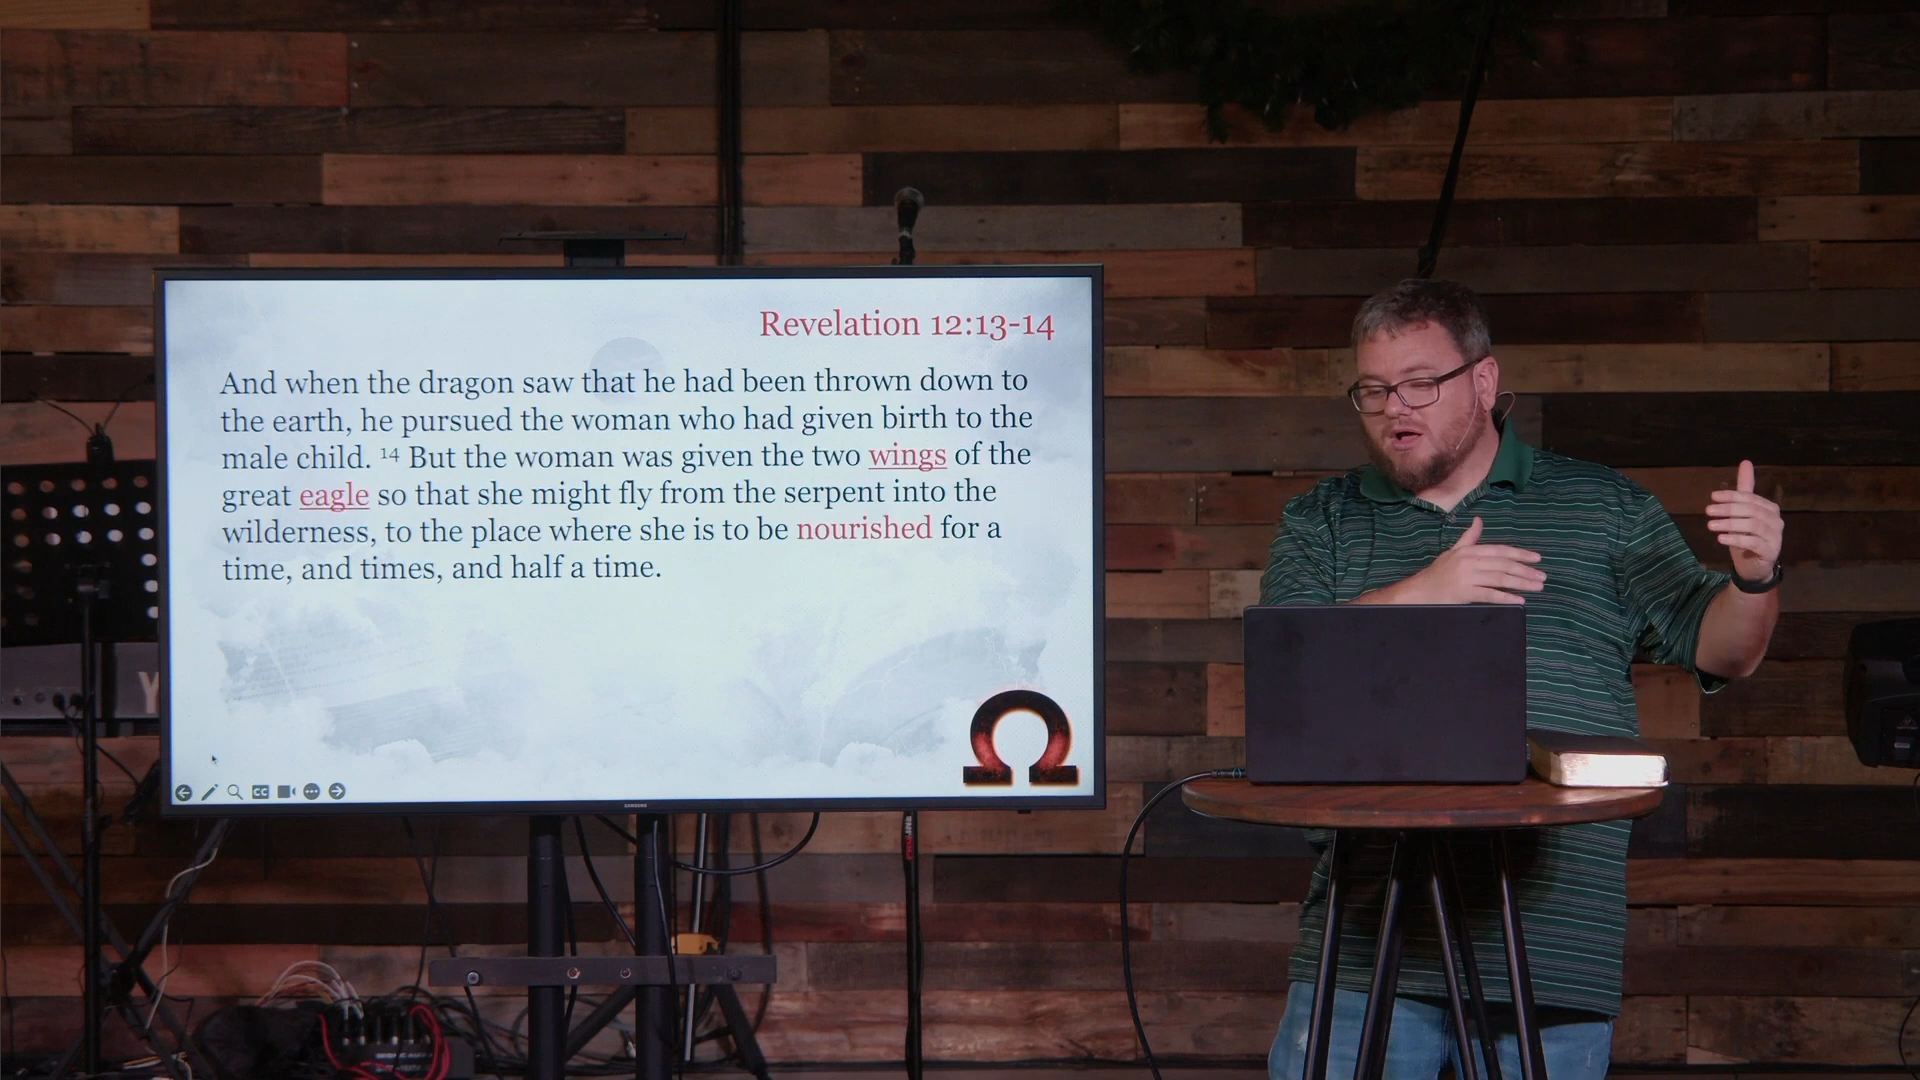 Revelation 12:13-14
And when the dragon saw that he had been thrown down to
the earth, he pursued the woman who had given birth to the
male child. ¹⁴ But the woman was given the two wings of the
great eagle so that she might fly from the serpent into the
wilderness, to the place where she is to be nourished for a
time, and times, and half a time.
Ω
CC
SAMSUNG
Y